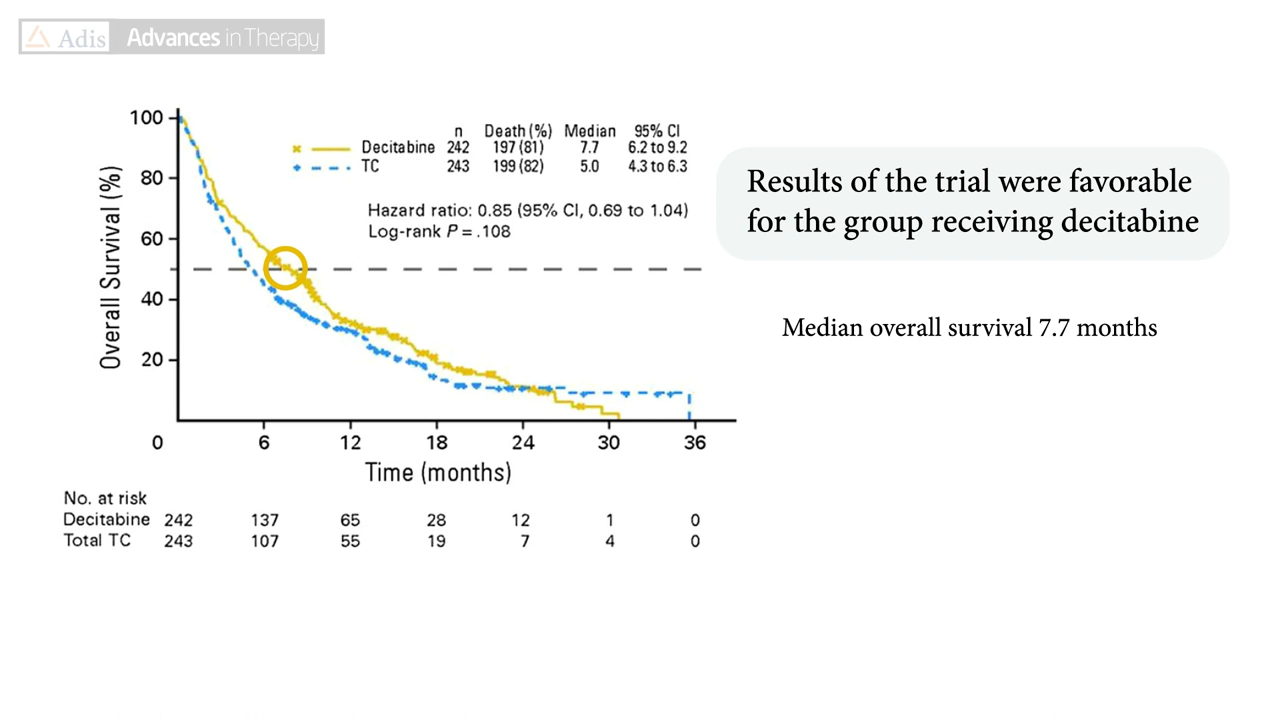 Adis Advances in Therapy
n Death (%) Median 95% CI
Decitabine 242 197 (81) 7.7 6.2 to 9.2
TC 243 199 (82) 5.0 4.3 to 6.3
Hazard ratio: 0.85 (95% CI, 0.69 to 1.04)
Log-rank P = .108
Results of the trial were favorable
for the group receiving decitabine
Median overall survival 7.7 months
Overall Survival (%)
100
80
60
40
20
0 6 12 18 24 30 36
Time (months)
No. at risk
Decitabine 242 137 65 28 12 1 0
Total TC 243 107 55 19 7 4 0